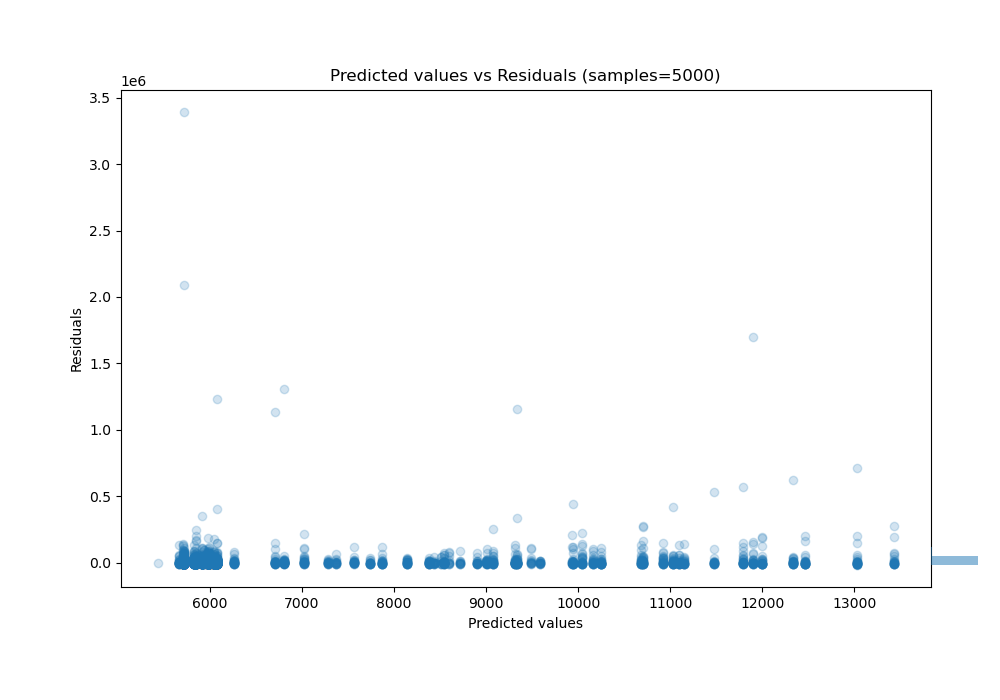 Predicted values vs Residuals (samples=5000)
1e6
3.5
3.0
2.5
2.0
1.5
1.0
0.5
0.0
Residuals
6000 7000 8000 9000 10000 11000 12000 13000
Predicted values